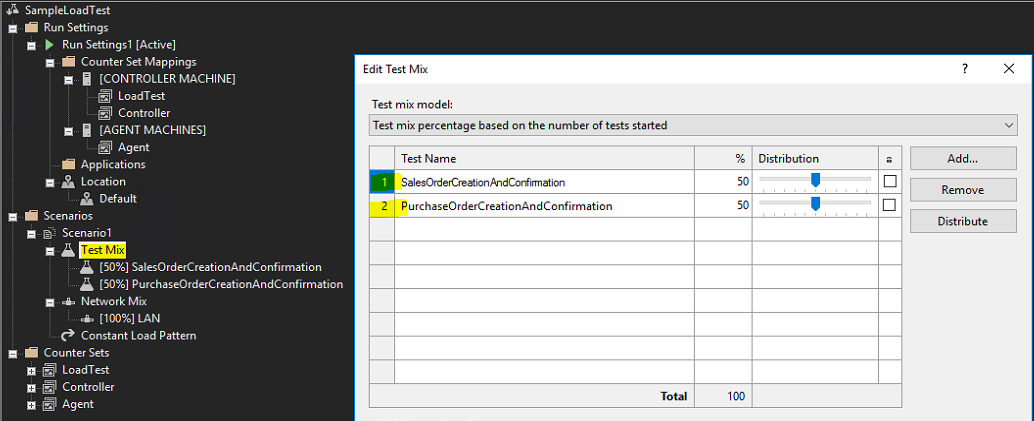 SampleLoadTest
Run Settings
Run Settings1 [Active]
Counter Set Mappings
[CONTROLLER MACHINE]
LoadTest
Controller
[AGENT MACHINES]
Agent
Applications
Location
Default
Scenarios
Scenario1
Test Mix
[50%] SalesOrderCreationAndConfirmation
[50%] PurchaseOrderCreationAndConfirmation
Network Mix
[100%] LAN
Constant Load Pattern
Counter Sets
LoadTest
Controller
Agent
Edit Test Mix ?
Test mix model:
Test mix percentage based on the number of tests started
Test Name % Distribution
1 SalesOrderCreationAndConfirmation 50
2 PurchaseOrderCreationAndConfirmation 50
Total 100
Add...
Remove
Distribute